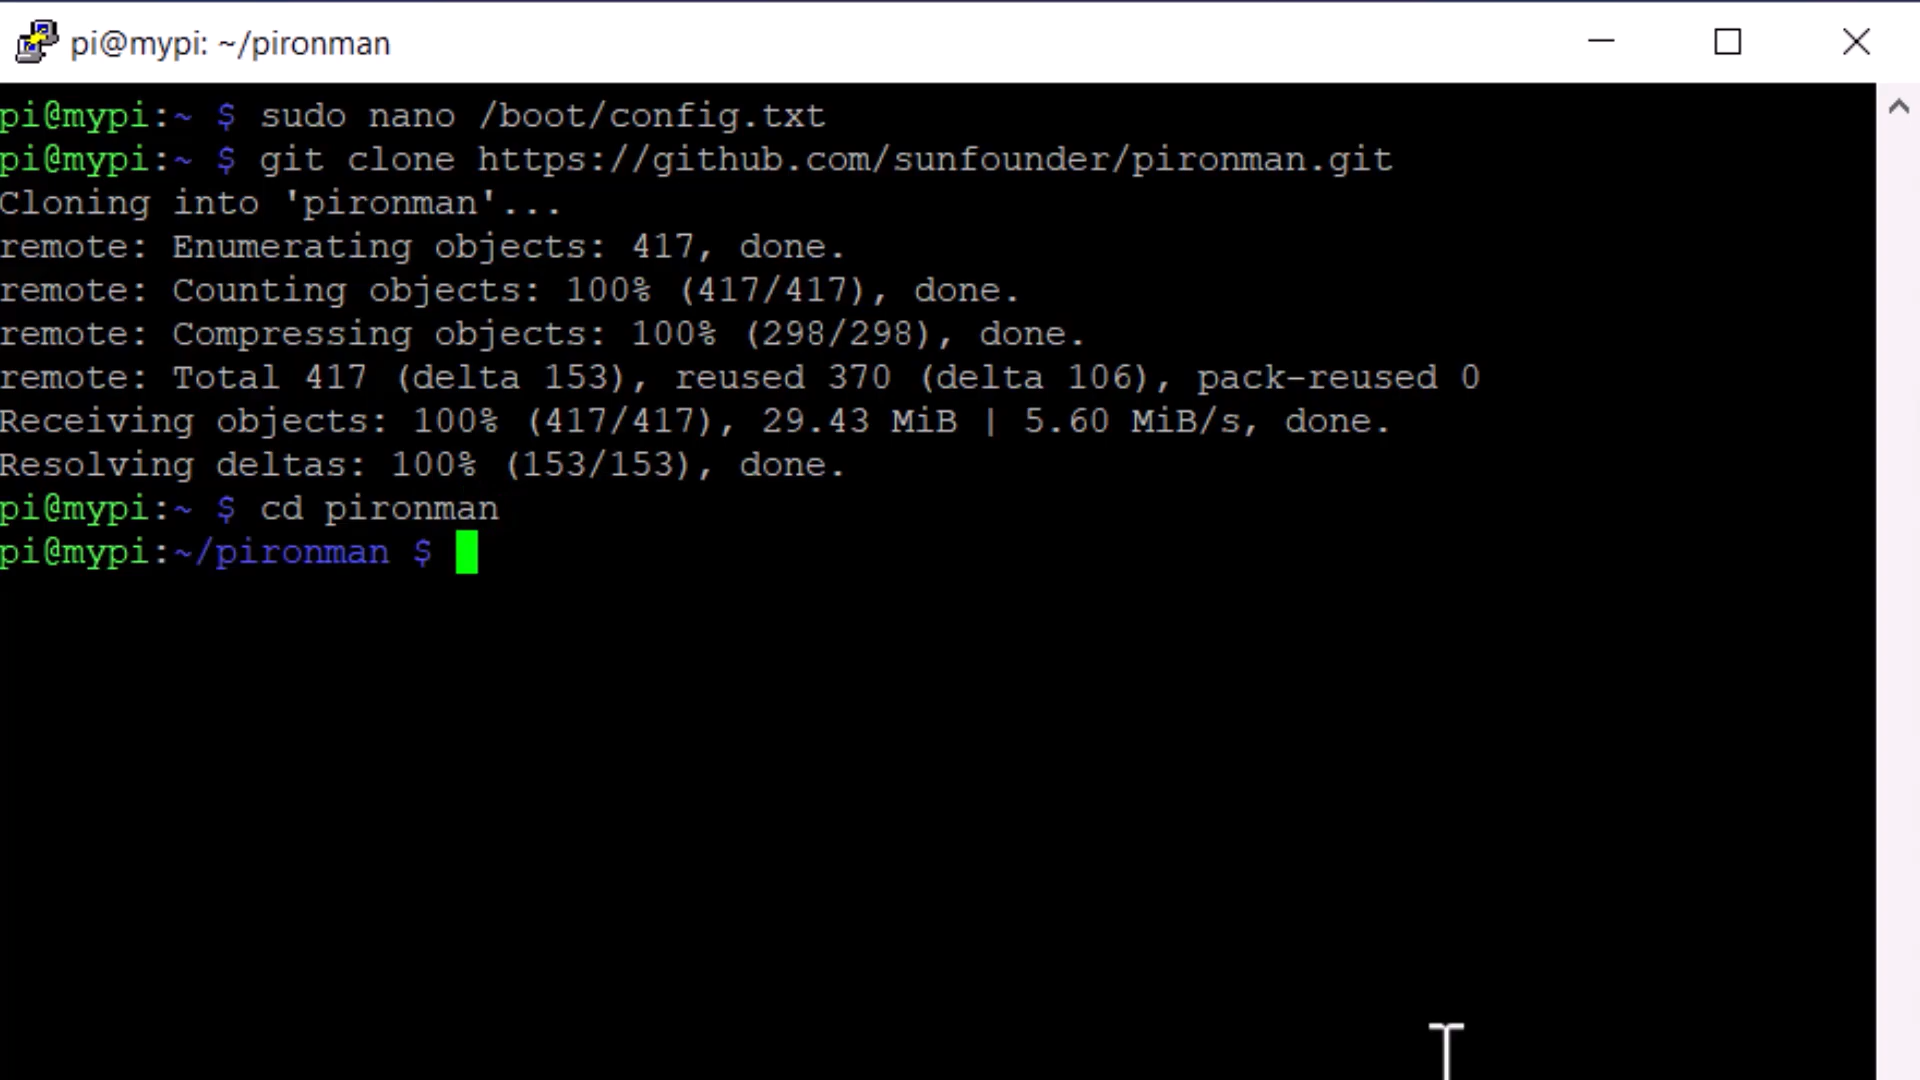 pi@mypi: ~/pironman
pi@mypi:~ $ sudo nano /boot/config.txt
pi@mypi:~ $ git clone https://github.com/sunfounder/pironman.git
Cloning into 'pironman'...
remote: Enumerating objects: 417, done.
remote: Counting objects: 100% (417/417), done.
remote: Compressing objects: 100% (298/298), done.
remote: Total 417 (delta 153), reused 370 (delta 106), pack-reused 0
Receiving objects: 100% (417/417), 29.43 MiB | 5.60 MiB/s, done.
Resolving deltas: 100% (153/153), done.
pi@mypi:~ $ cd pironman
pi@mypi:~/pironman $